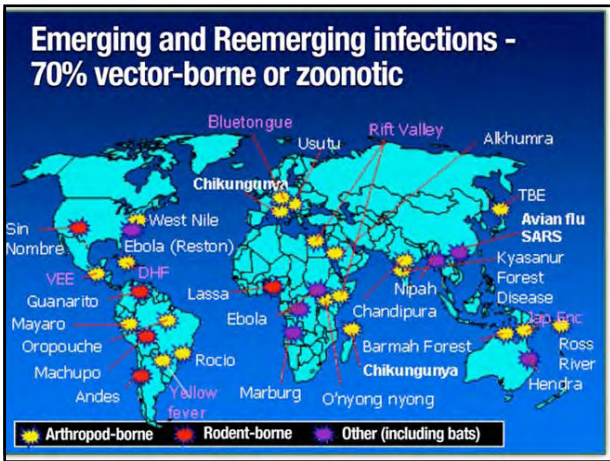 Emerging and Reemerging infections -
70% vector-borne or zoonotic
Bluetongue
Rift Valley
Usutu
Alkhumra
Chikungunya
TBE
Sin
Nombre
West Nile
Ebola (Reston)
Avian flu
SARS
VEE
DHF
Kyasanur
Forest
Disease
Nipah
Guanarito
Lassa
Chandipura
Jap Enc
Mayaro
Ebola
Oropouche
Barmah Forest
Ross
River
Machupo
Rocio
Chikungunya
Hendra
Andes
Yellow
fever
Marburg
O'nyong nyong
Arthropod-borne
Rodent-borne
Other (including bats)